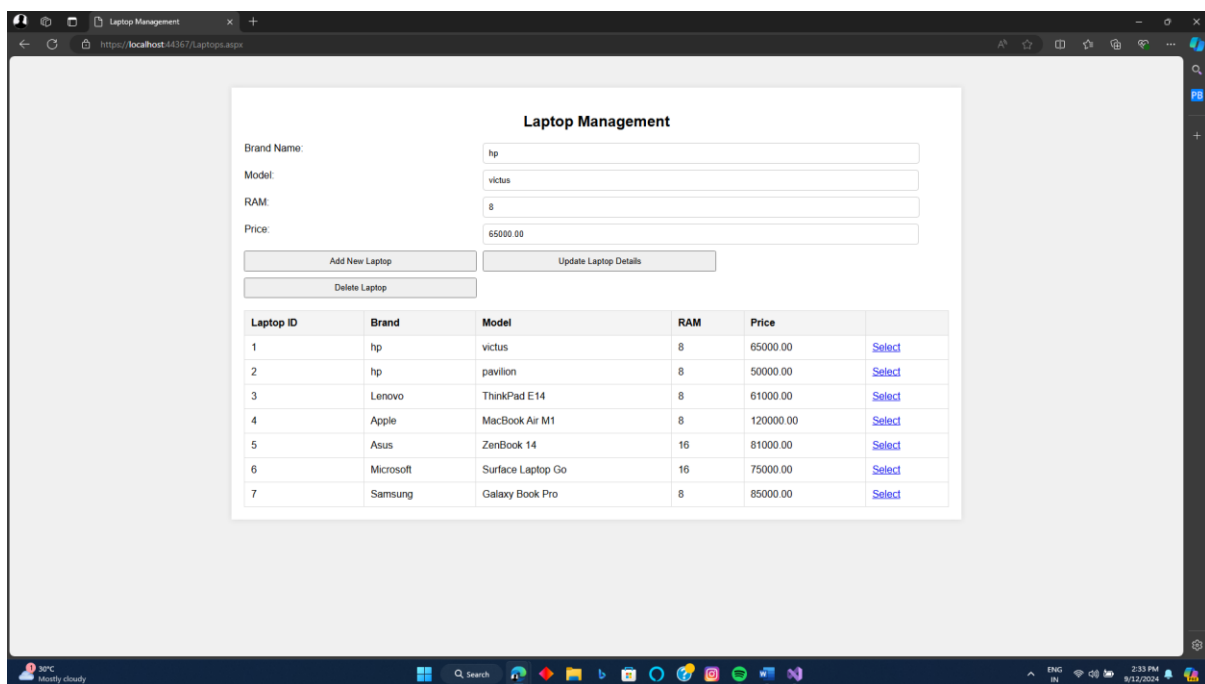 Laptop Management
https://localhost:44367/Laptops.aspx
PB
Laptop Management
Brand Name: hp
Model: victus
RAM: 8
Price: 65000.00
Add New Laptop Update Laptop Details
Delete Laptop
Laptop ID Brand Model RAM Price
1 hp victus 8 65000.00 Select
2 hp pavilion 8 50000.00 Select
3 Lenovo ThinkPad E14 8 61000.00 Select
4 Apple MacBook Air M1 8 120000.00 Select
5 Asus ZenBook 14 16 81000.00 Select
6 Microsoft Surface Laptop Go 16 75000.00 Select
7 Samsung Galaxy Book Pro 8 85000.00 Select
1 30°C
Mostly cloudy
Search
ENG
IN
2:33 PM
9/12/2024